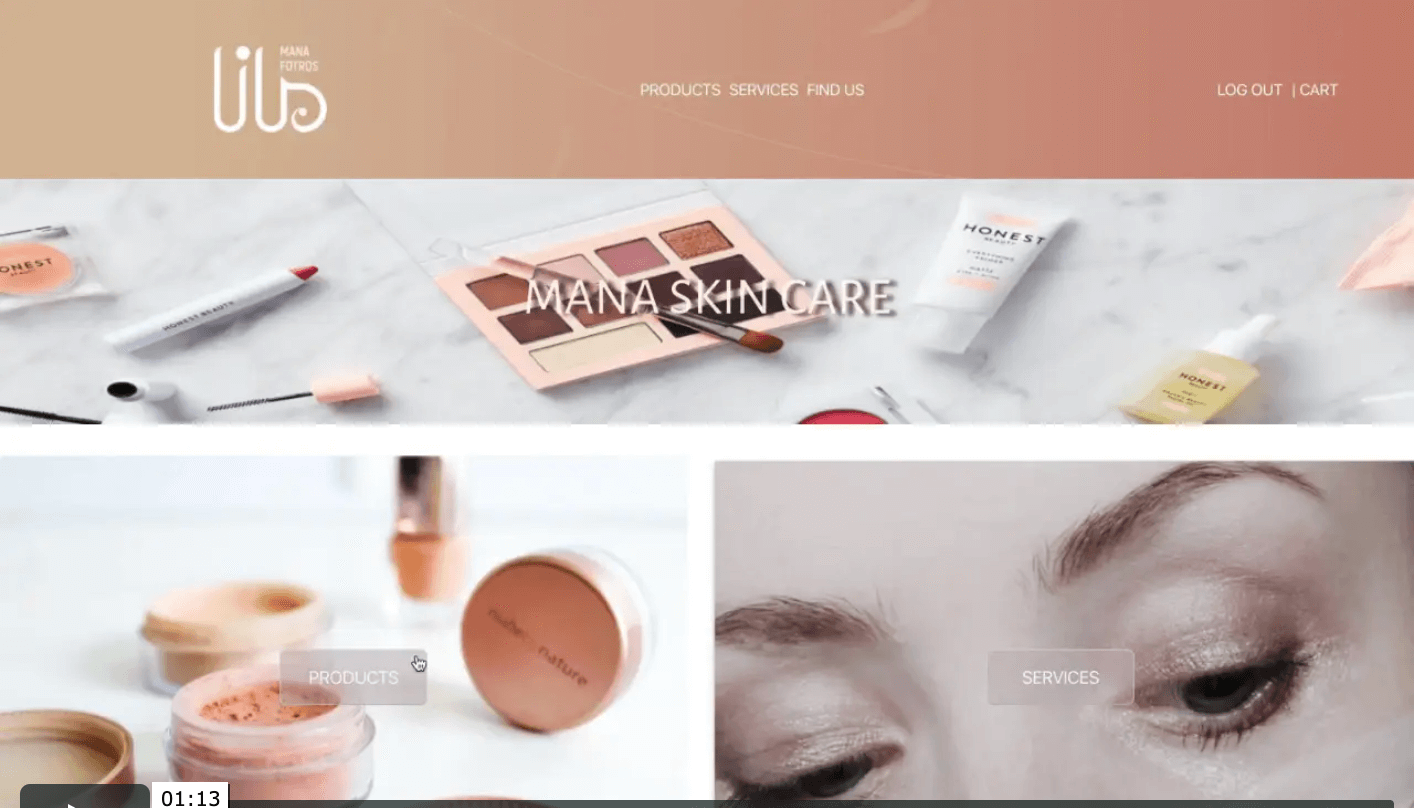 MANA
FOTROS
PRODUCTS SERVICES FIND US
LOG OUT | CART
MANA SKIN CARE
HONEST
BEAUTY
HONEST
HONEST BEAUTY
HONEST
nude by nature
PRODUCTS
SERVICES
01:13